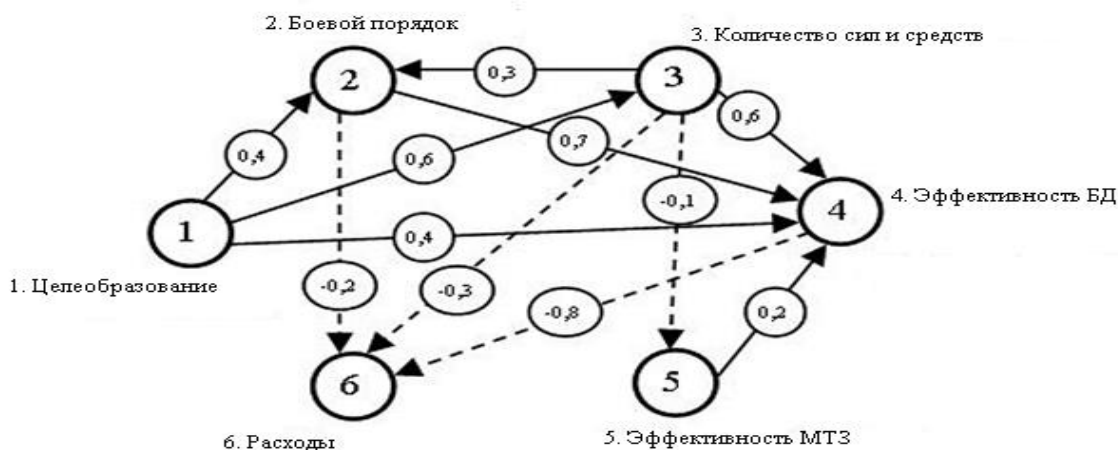 2. Боевой порядок
3. Количество сил и средств
2
0,3
3
0,6
0,4
0,6
0,7
-0,1
4
4. Эффективность БД
1
0,4
1. Целеобразование
-0,2
-0,3
-0,8
0,2
6
5
6. Расходы
5. Эффективность МТЗ